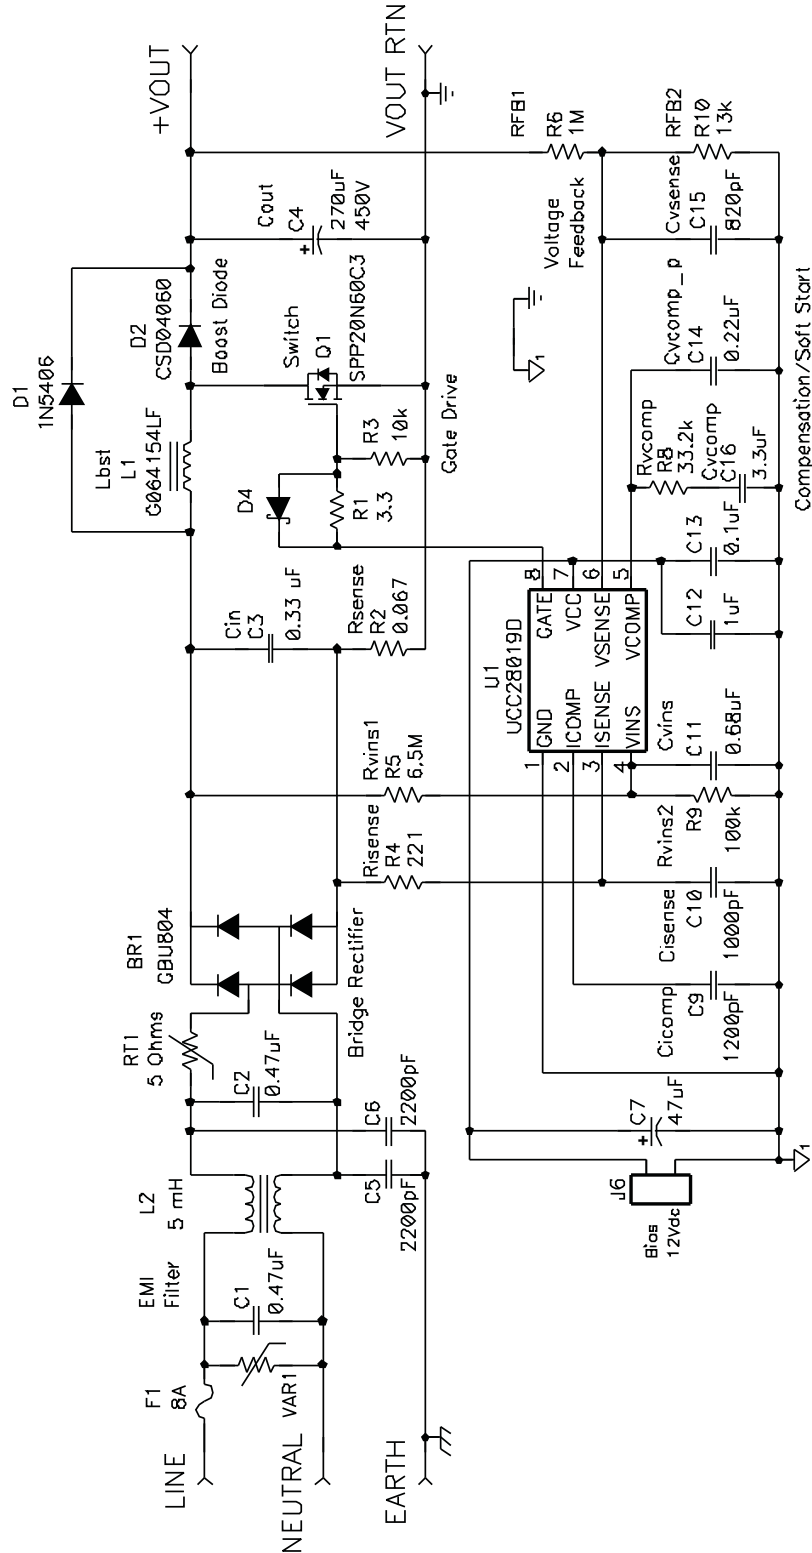 LINE
NEUTRAL
EARTH
F1
8A
VAR1
EMI
Filter
C1
0.47uF
L2
5 mH
C5
2200pF
C6
2200pF
C2
0.47uF
RT1
5 Ohms
BR1
GBU804
Bridge Rectifier
Risense
R4
221
Rvins1
R5
6.5M
Cin
C3
0.33 uF
Rsense
R2
0.067
D1
1N5406
Lbst
L1
G064154LF
D2
CSD04060
Boost Diode
D4
R1
3.3
R3
10k
Switch
Q1
SPP20N60C3
Gate Drive
Cout
C4
270uF
450V
+VOUT
VOUT RTN
J6
Bias
12Vdc
C7
47uF
Cicomp
C9
1200pF
Cisense
C10
1000pF
Rvins2
R9
100k
Cvins
C11
0.68uF
U1
UCC28019D
1
GND
2
ICOMP
3
ISENSE
4
VINS
8
GATE
7
VCC
6
VSENSE
5
VCOMP
C12
1uF
C13
0.1uF
Rvcomp
R8
33.2k
Cvcomp
C16
3.3uF
Cvcomp_p
C14
0.22uF
Cvsense
C15
820pF
Voltage
Feedback
RFB1
R6
1M
RFB2
R10
13k
1
1
Compensation/Soft Start